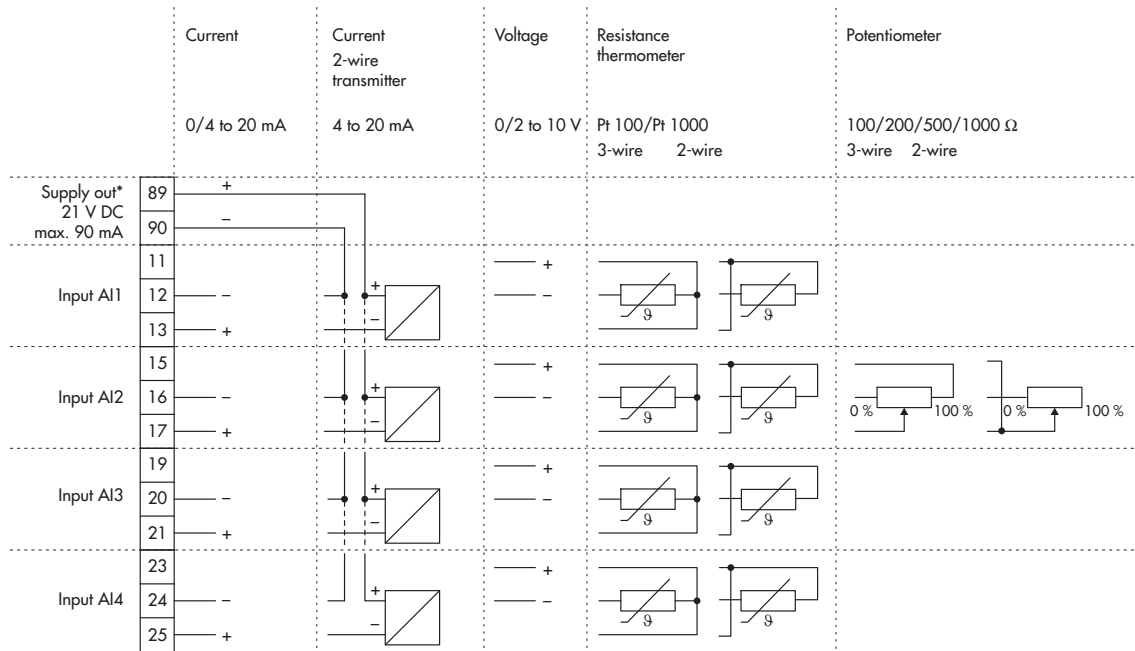 Current
0/4 to 20 mA
Current
2-wire
transmitter
4 to 20 mA
Voltage
0/2 to 10 V
Resistance
thermometer
Pt 100/Pt 1000
3-wire 2-wire
Potentiometer
100/200/500/1000 Ω
3-wire 2-wire
Supply out*
21 V DC
max. 90 mA
89 +
90 –
Input AI1
11 +
12 – + –
13 + – ϑ ϑ
Input AI2
15 +
16 – + –
17 + – ϑ ϑ 0 % 100 % 0 % 100 %
Input AI3
19 +
20 – + –
21 + – ϑ ϑ
Input AI4
23 +
24 – + –
25 + – ϑ ϑ